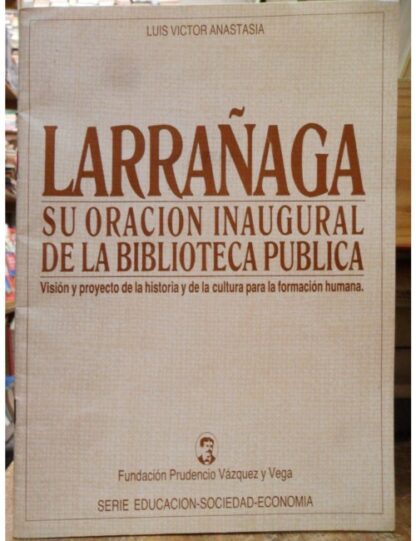 LUIS VICTOR ANASTASIA
LARRAÑAGA
SU ORACION INAUGURAL
DE LA BIBLIOTECA PUBLICA
Visión y proyecto de la historia y de la cultura para la formación humana.
Fundación Prudencio Vázquez y Vega
SERIE EDUCACION-SOCIEDAD-ECONOMIA